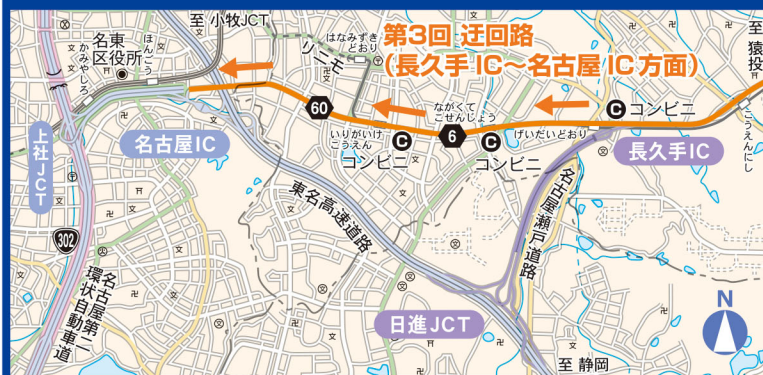 至 小牧JCT
第3回 迂回路
(長久手 IC〜名古屋 IC 方面)
至 猿投
名東
区役所
ほんごう
かみやしろ
はなみずき
どおり
リニモ
60
ながくて
こせんじょう
6
C コンビニ
こうえんにし
いりがいけ
こうえん
C
コンビニ
C
コンビニ
げいだいどおり
長久手IC
名古屋IC
上社JCT
302
東名高速道路
名古屋瀬戸道路
名古屋第二
環状自動車道
日進JCT
至 静岡
N